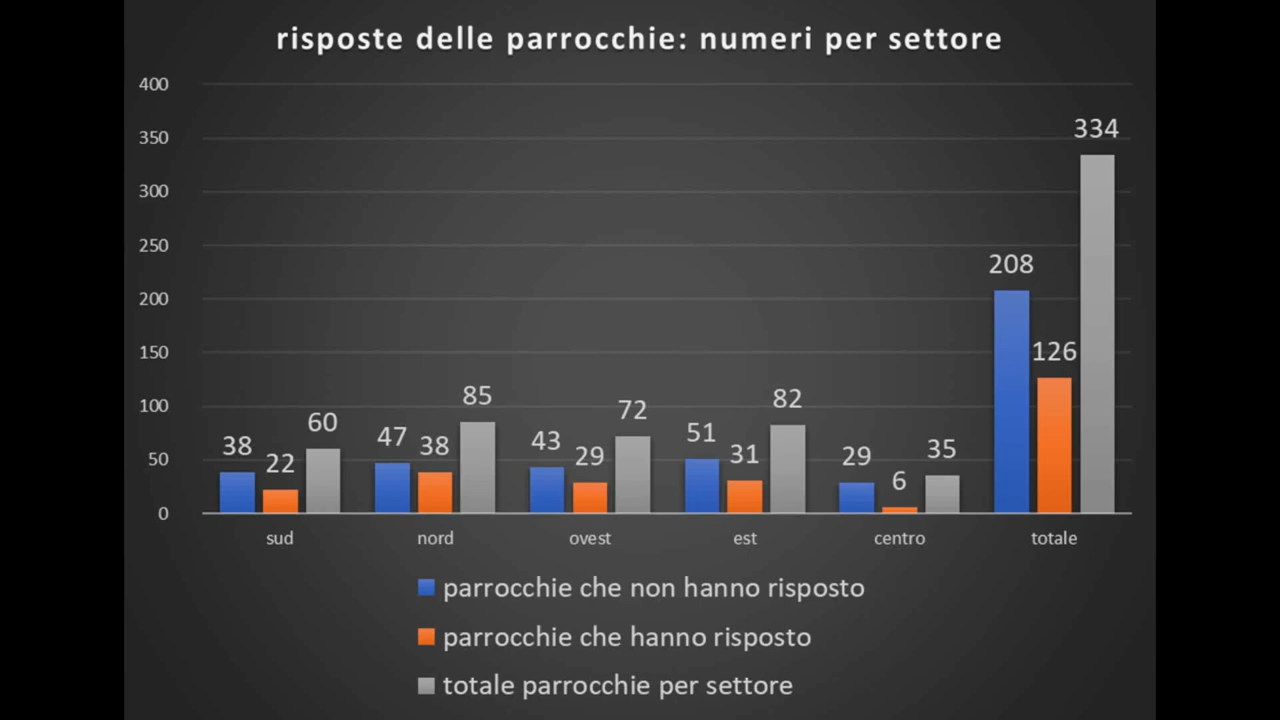 risposte delle parrocchie: numeri per settore
400
350
300
250
200
150
100
50
0
38 22 60
47 38 85
43 29 72
51 31 82
29 6 35
208 126 334
sud nord ovest est centro totale
parrocchie che non hanno risposto
parrocchie che hanno risposto
totale parrocchie per settore